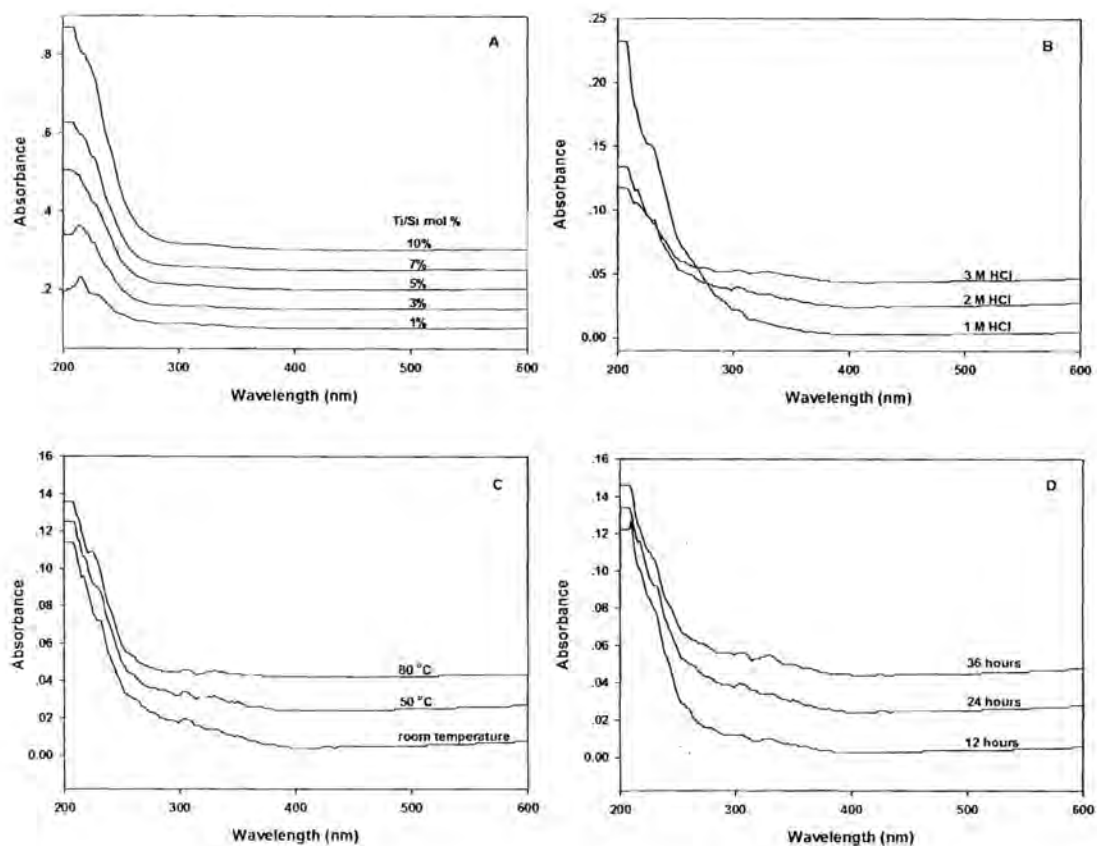 A
Absorbance
.8
.6
.4
.2
Ti/Si mol %
10%
7%
5%
3%
1%
200 300 400 500 600
Wavelength (nm)
B
Absorbance
.25
.20
.15
.10
.05
0.00
3 M HCl
2 M HCl
1 M HCl
200 300 400 500 600
Wavelength (nm)
C
Absorbance
.16
.14
.12
.10
.08
.06
.04
.02
0.00
80 °C
50 °C
room temperature
200 300 400 500 600
Wavelength (nm)
D
Absorbance
.16
.14
.12
.10
.08
.06
.04
.02
0.00
36 hours
24 hours
12 hours
200 300 400 500 600
Wavelength (nm)